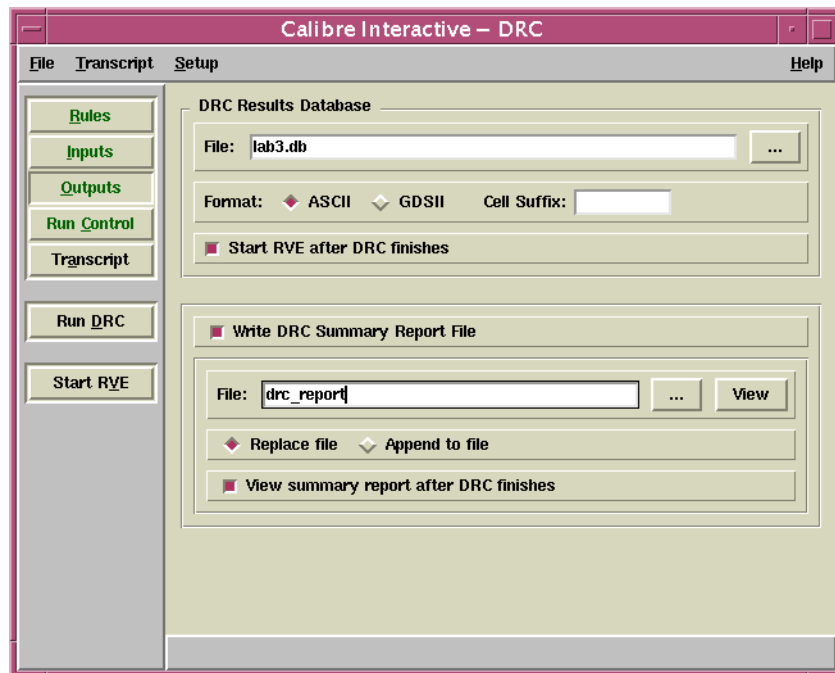 Calibre Interactive – DRC
File Transcript Setup Help
Rules
Inputs
Outputs
Run Control
Transcript
Run DRC
Start RVE
DRC Results Database
File: lab3.db ...
Format: ASCII GDSII Cell Suffix:
Start RVE after DRC finishes
Write DRC Summary Report File
File: drc_report ... View
Replace file Append to file
View summary report after DRC finishes